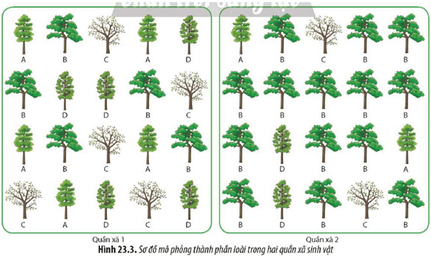 A B C A D
B D D B C
A B C A B
C A D C D
Quần xã 1
A B C B B
B B B B B
B D B B A
B D B C B
Quần xã 2
Hình 23.3. Sơ đồ mô phỏng thành phần loài trong hai quần xã sinh vật